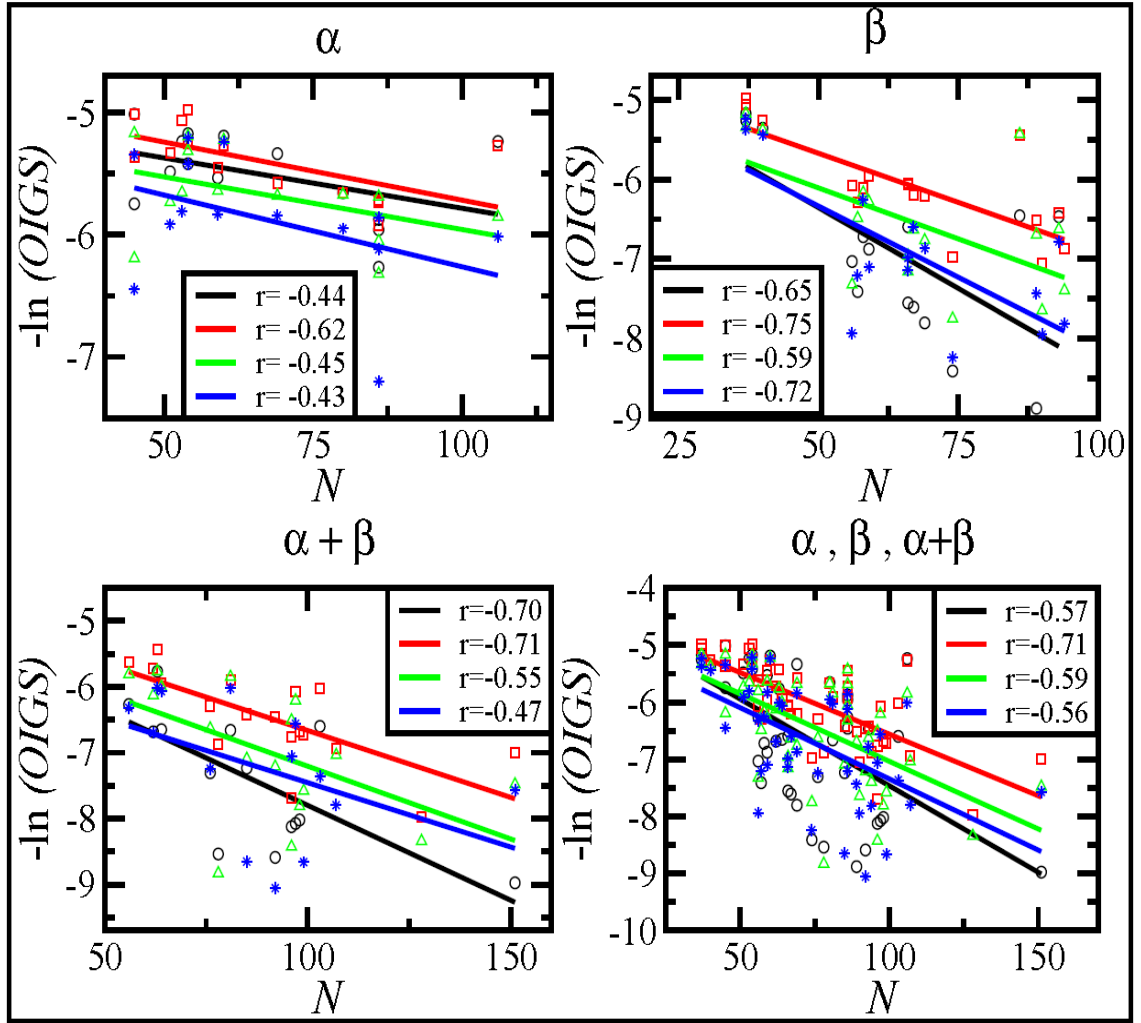 α
-5
-6
-7
-ln (OIGS)
r= -0.44
r= -0.62
r= -0.45
r= -0.43
50
75
100
N
β
-5
-6
-7
-8
-9
-ln (OIGS)
r= -0.65
r= -0.75
r= -0.59
r= -0.72
25
50
75
100
N
α + β
-5
-6
-7
-8
-9
-ln (OIGS)
r=-0.70
r=-0.71
r=-0.55
r=-0.47
50
100
150
N
α , β , α+β
-4
-5
-6
-7
-8
-9
-10
-ln (OIGS)
r=-0.57
r=-0.71
r=-0.59
r=-0.56
50
100
150
N